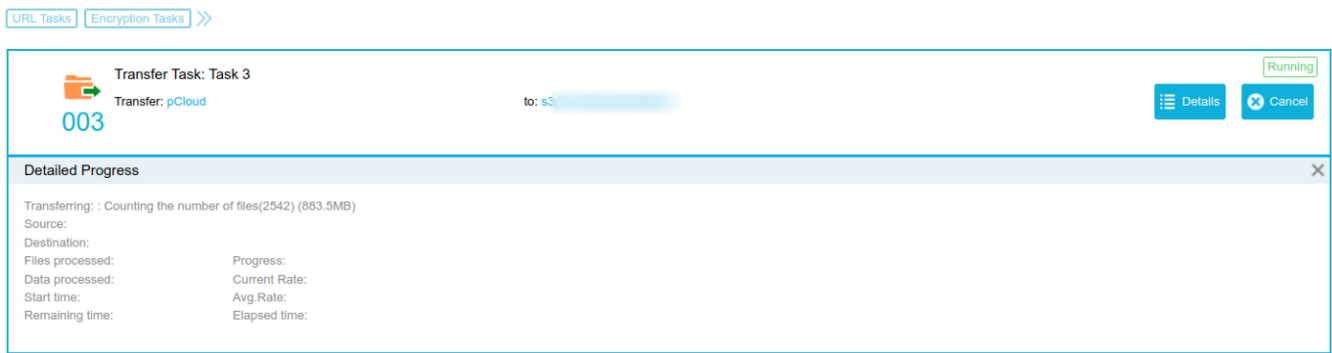 URL Tasks Encryption Tasks
Transfer Task: Task 3 Running
Transfer: pCloud to: s3 Details Cancel
003
Detailed Progress
Transferring: : Counting the number of files(2542) (883.5MB)
Source:
Destination:
Files processed: Progress:
Data processed: Current Rate:
Start time: Avg.Rate:
Remaining time: Elapsed time: